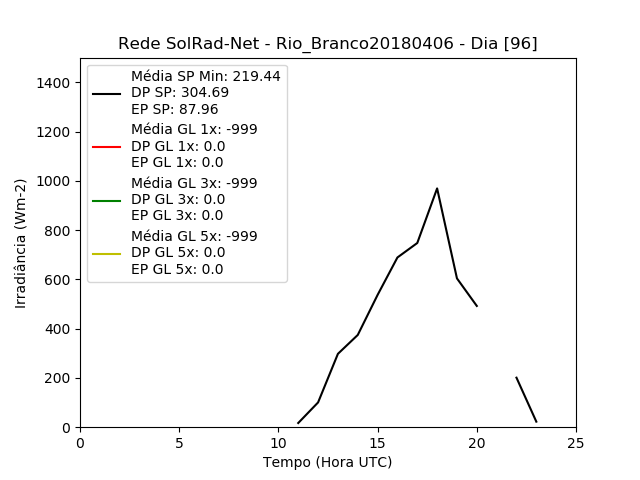 Rede SolRad-Net - Rio_Branco20180406 - Dia [96]
Média SP Min: 219.44
DP SP: 304.69
EP SP: 87.96
Média GL 1x: -999
DP GL 1x: 0.0
EP GL 1x: 0.0
Média GL 3x: -999
DP GL 3x: 0.0
EP GL 3x: 0.0
Média GL 5x: -999
DP GL 5x: 0.0
EP GL 5x: 0.0
Irradiância (Wm-2)
1400
1200
1000
800
600
400
200
0
0 5 10 15 20 25
Tempo (Hora UTC)